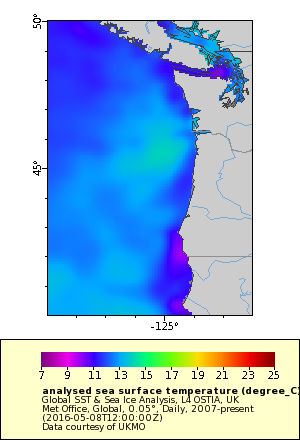 50°
45°
-125°
7 9 11 13 15 17 19 21 23 25
analysed sea surface temperature (degree_C)
Global SST & Sea Ice Analysis, L4 OSTIA, UK
Met Office, Global, 0.05°, Daily, 2007-present
(2016-05-08T12:00:00Z)
Data courtesy of UKMO